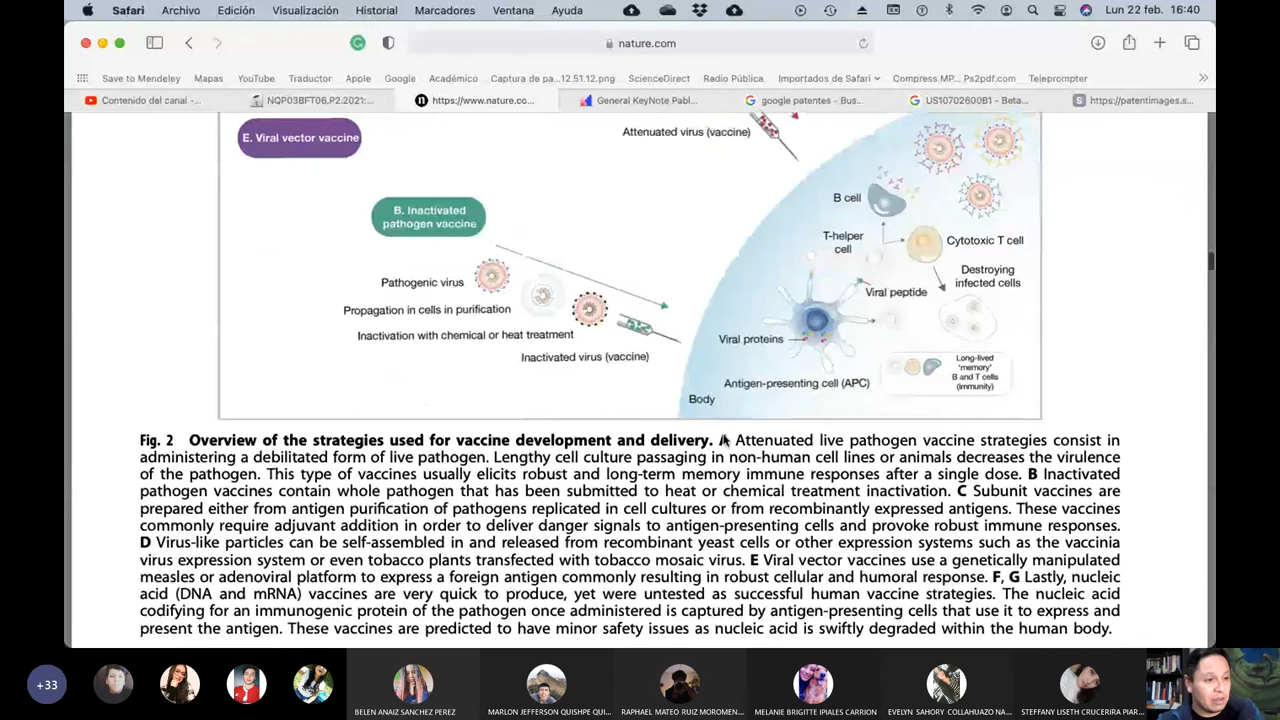 Safari Archivo Edición Visualización Historial Marcadores Ventana Ayuda Lun 22 feb. 16:40
nature.com
Save to Mendeley Mapas YouTube Traductor Apple Google Académico Captura de pa...12.51.12.png ScienceDirect Radio Pública Importados de Safari Compress MP... Ps2pdf.com Teleprompter
Contenido del canal -... NQP03BFT06.P2.2021:... https://www.nature.co... General KeyNote Pabl... google patentes - Bus... US10702600B1 - Beta... https://patentimages.s...
E. Viral vector vaccine
Attenuated virus (vaccine)
B. Inactivated
pathogen vaccine
B cell
T-helper
cell
Cytotoxic T cell
Destroying
infected cells
Pathogenic virus
Viral peptide
Propagation in cells in purification
Inactivation with chemical or heat treatment
Viral proteins
Inactivated virus (vaccine)
Long-lived
'memory'
B and T cells
(immunity)
Antigen-presenting cell (APC)
Body
Fig. 2 Overview of the strategies used for vaccine development and delivery. A Attenuated live pathogen vaccine strategies consist in
administering a debilitated form of live pathogen. Lengthy cell culture passaging in non-human cell lines or animals decreases the virulence
of the pathogen. This type of vaccines usually elicits robust and long-term memory immune responses after a single dose. B Inactivated
pathogen vaccines contain whole pathogen that has been submitted to heat or chemical treatment inactivation. C Subunit vaccines are
prepared either from antigen purification of pathogens replicated in cell cultures or from recombinantly expressed antigens. These vaccines
commonly require adjuvant addition in order to deliver danger signals to antigen-presenting cells and provoke robust immune responses.
D Virus-like particles can be self-assembled in and released from recombinant yeast cells or other expression systems such as the vaccinia
virus expression system or even tobacco plants transfected with tobacco mosaic virus. E Viral vector vaccines use a genetically manipulated
measles or adenoviral platform to express a foreign antigen commonly resulting in robust cellular and humoral response. F, G Lastly, nucleic
acid (DNA and mRNA) vaccines are very quick to produce, yet were untested as successful human vaccine strategies. The nucleic acid
codifying for an immunogenic protein of the pathogen once administered is captured by antigen-presenting cells that use it to express and
present the antigen. These vaccines are predicted to have minor safety issues as nucleic acid is swiftly degraded within the human body.
+33
BELEN ANAIZ SANCHEZ PEREZ MARLON JEFFERSON QUISHPE QUI... RAPHAEL MATEO RUIZ MOROMEN... MELANIE BRIGITTE IPIALES CARRION EVELYN SAHORY COLLAHUAZO NA... STEFFANY LISETH CRUCERIRA PIAR...